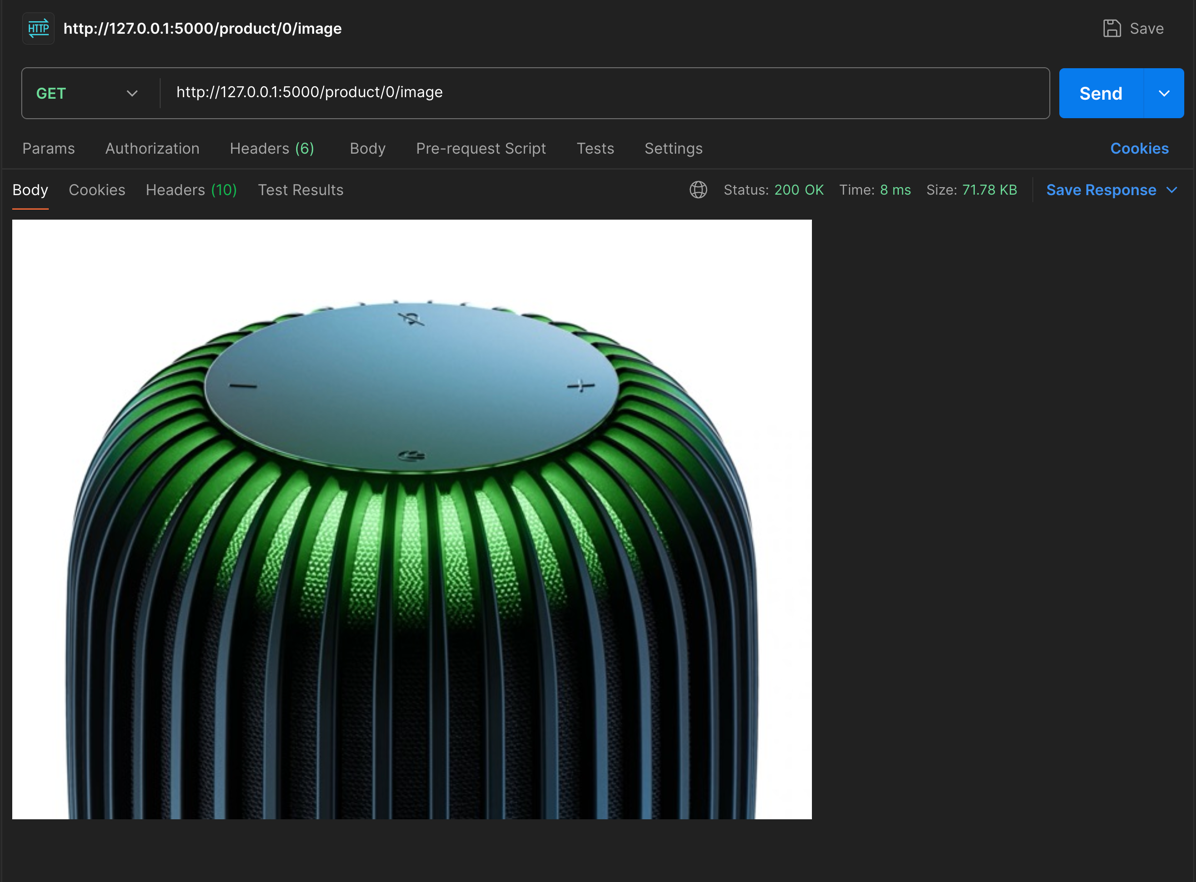 HTTP http://127.0.0.1:5000/product/0/image Save
GET http://127.0.0.1:5000/product/0/image Send
Params Authorization Headers (6) Body Pre-request Script Tests Settings Cookies
Body Cookies Headers (10) Test Results Status: 200 OK Time: 8 ms Size: 71.78 KB Save Response